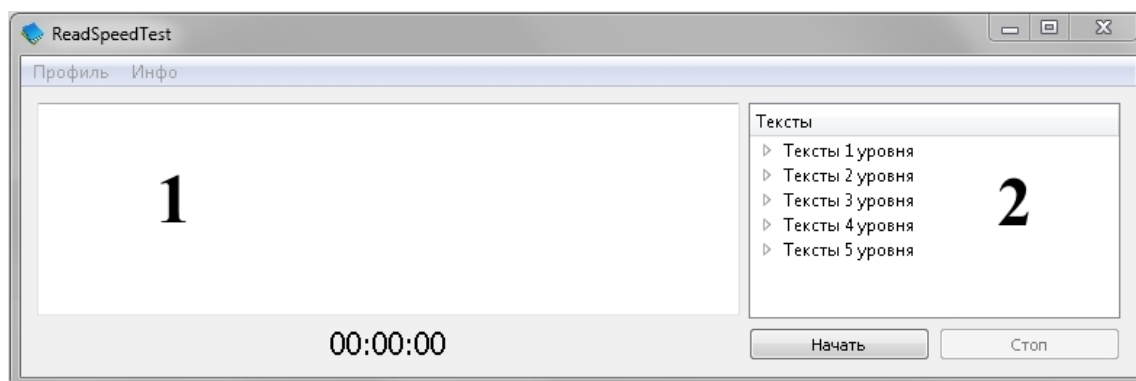 ReadSpeedTest
Профиль Инфо
1
Тексты
Тексты 1 уровня
Тексты 2 уровня
Тексты 3 уровня
Тексты 4 уровня
Тексты 5 уровня
2
00:00:00
Начать Стоп